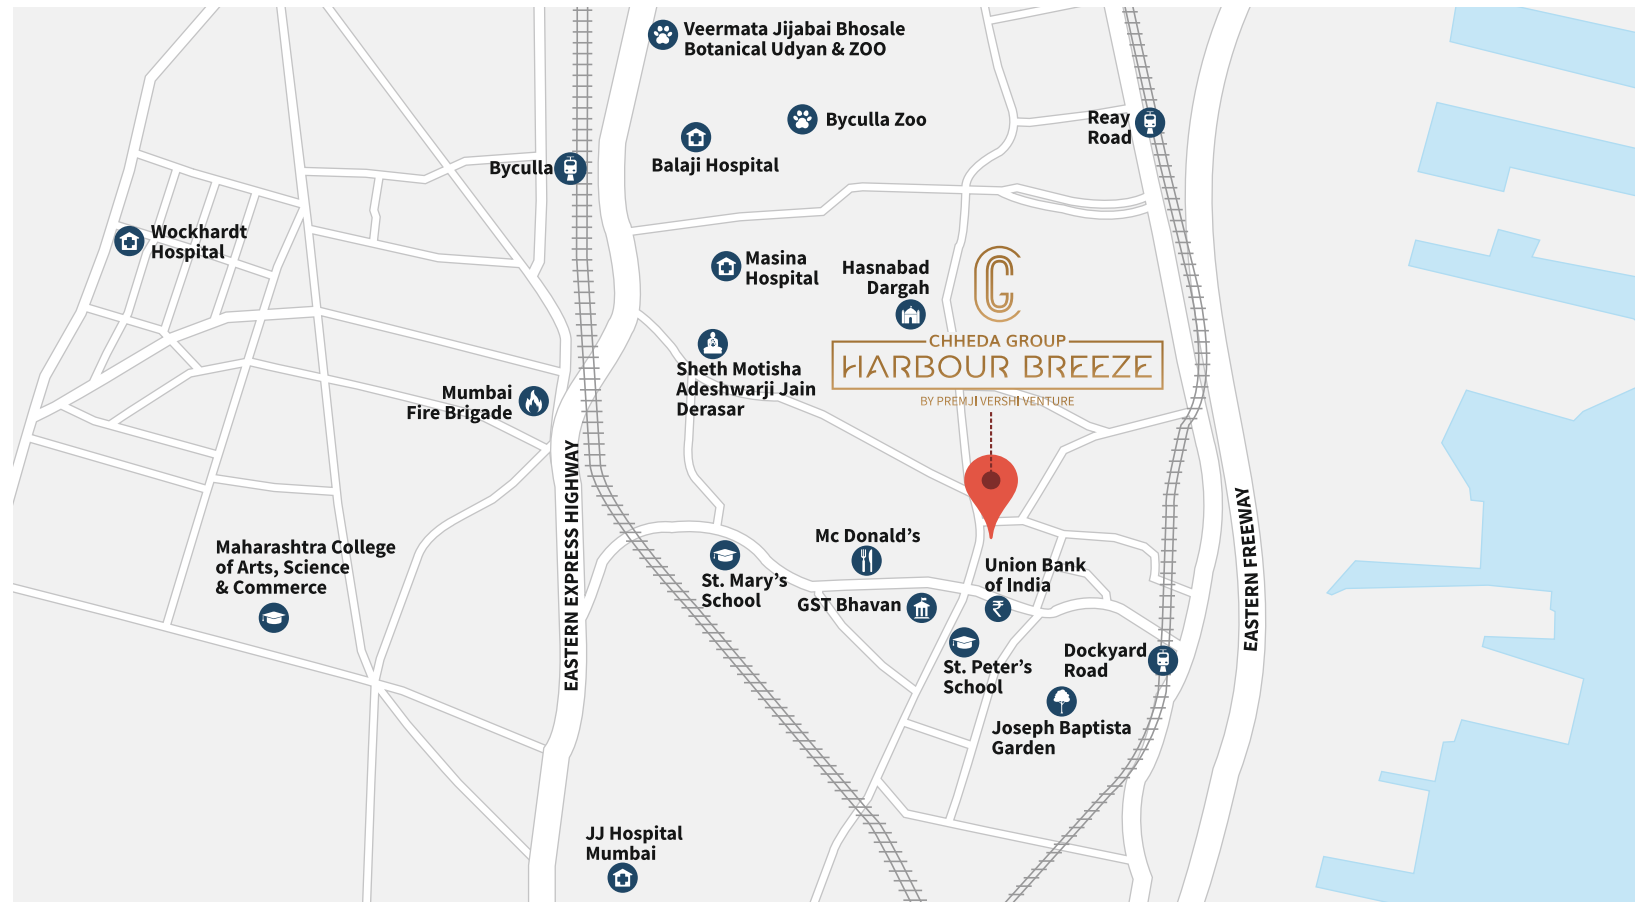 Veermata Jijabai Bhosale
Botanical Udyan & ZOO
Byculla Zoo
Reay
Road
Balaji Hospital
Byculla
Wockhardt
Hospital
Masina
Hospital
Hasnabad
Dargah
CHHEDA GROUP
HARBOUR BREEZE
BY PREMJI VERSHI VENTURE
Sheth Motisha
Adeshwarji Jain
Derasar
Mumbai
Fire Brigade
EASTERN EXPRESS HIGHWAY
EASTERN FREEWAY
Maharashtra College
of Arts, Science
& Commerce
Mc Donald's
St. Mary's
School
Union Bank
of India
GST Bhavan
₹
St. Peter's
School
Dockyard
Road
Joseph Baptista
Garden
JJ Hospital
Mumbai